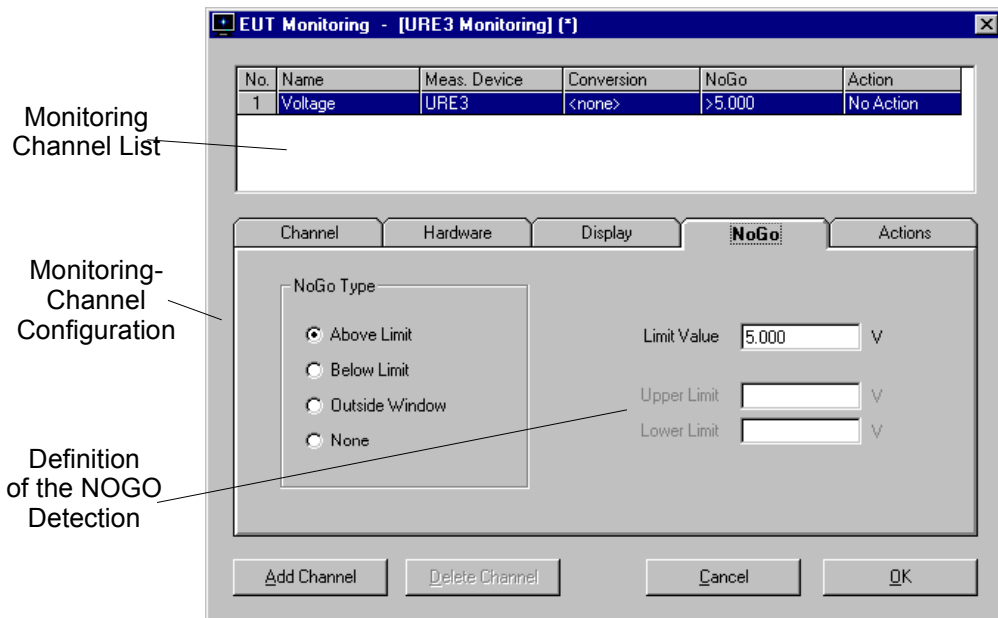 EUT Monitoring - [URE3 Monitoring] (*)
No. Name Meas. Device Conversion NoGo Action
1 Voltage URE3 <none> >5.000 No Action
Monitoring
Channel List
Channel Hardware Display NoGo Actions
Monitoring-
Channel
Configuration
NoGo Type
Above Limit
Below Limit
Outside Window
None
Limit Value 5.000 V
Upper Limit V
Lower Limit V
Definition
of the NOGO
Detection
Add Channel Delete Channel Cancel OK